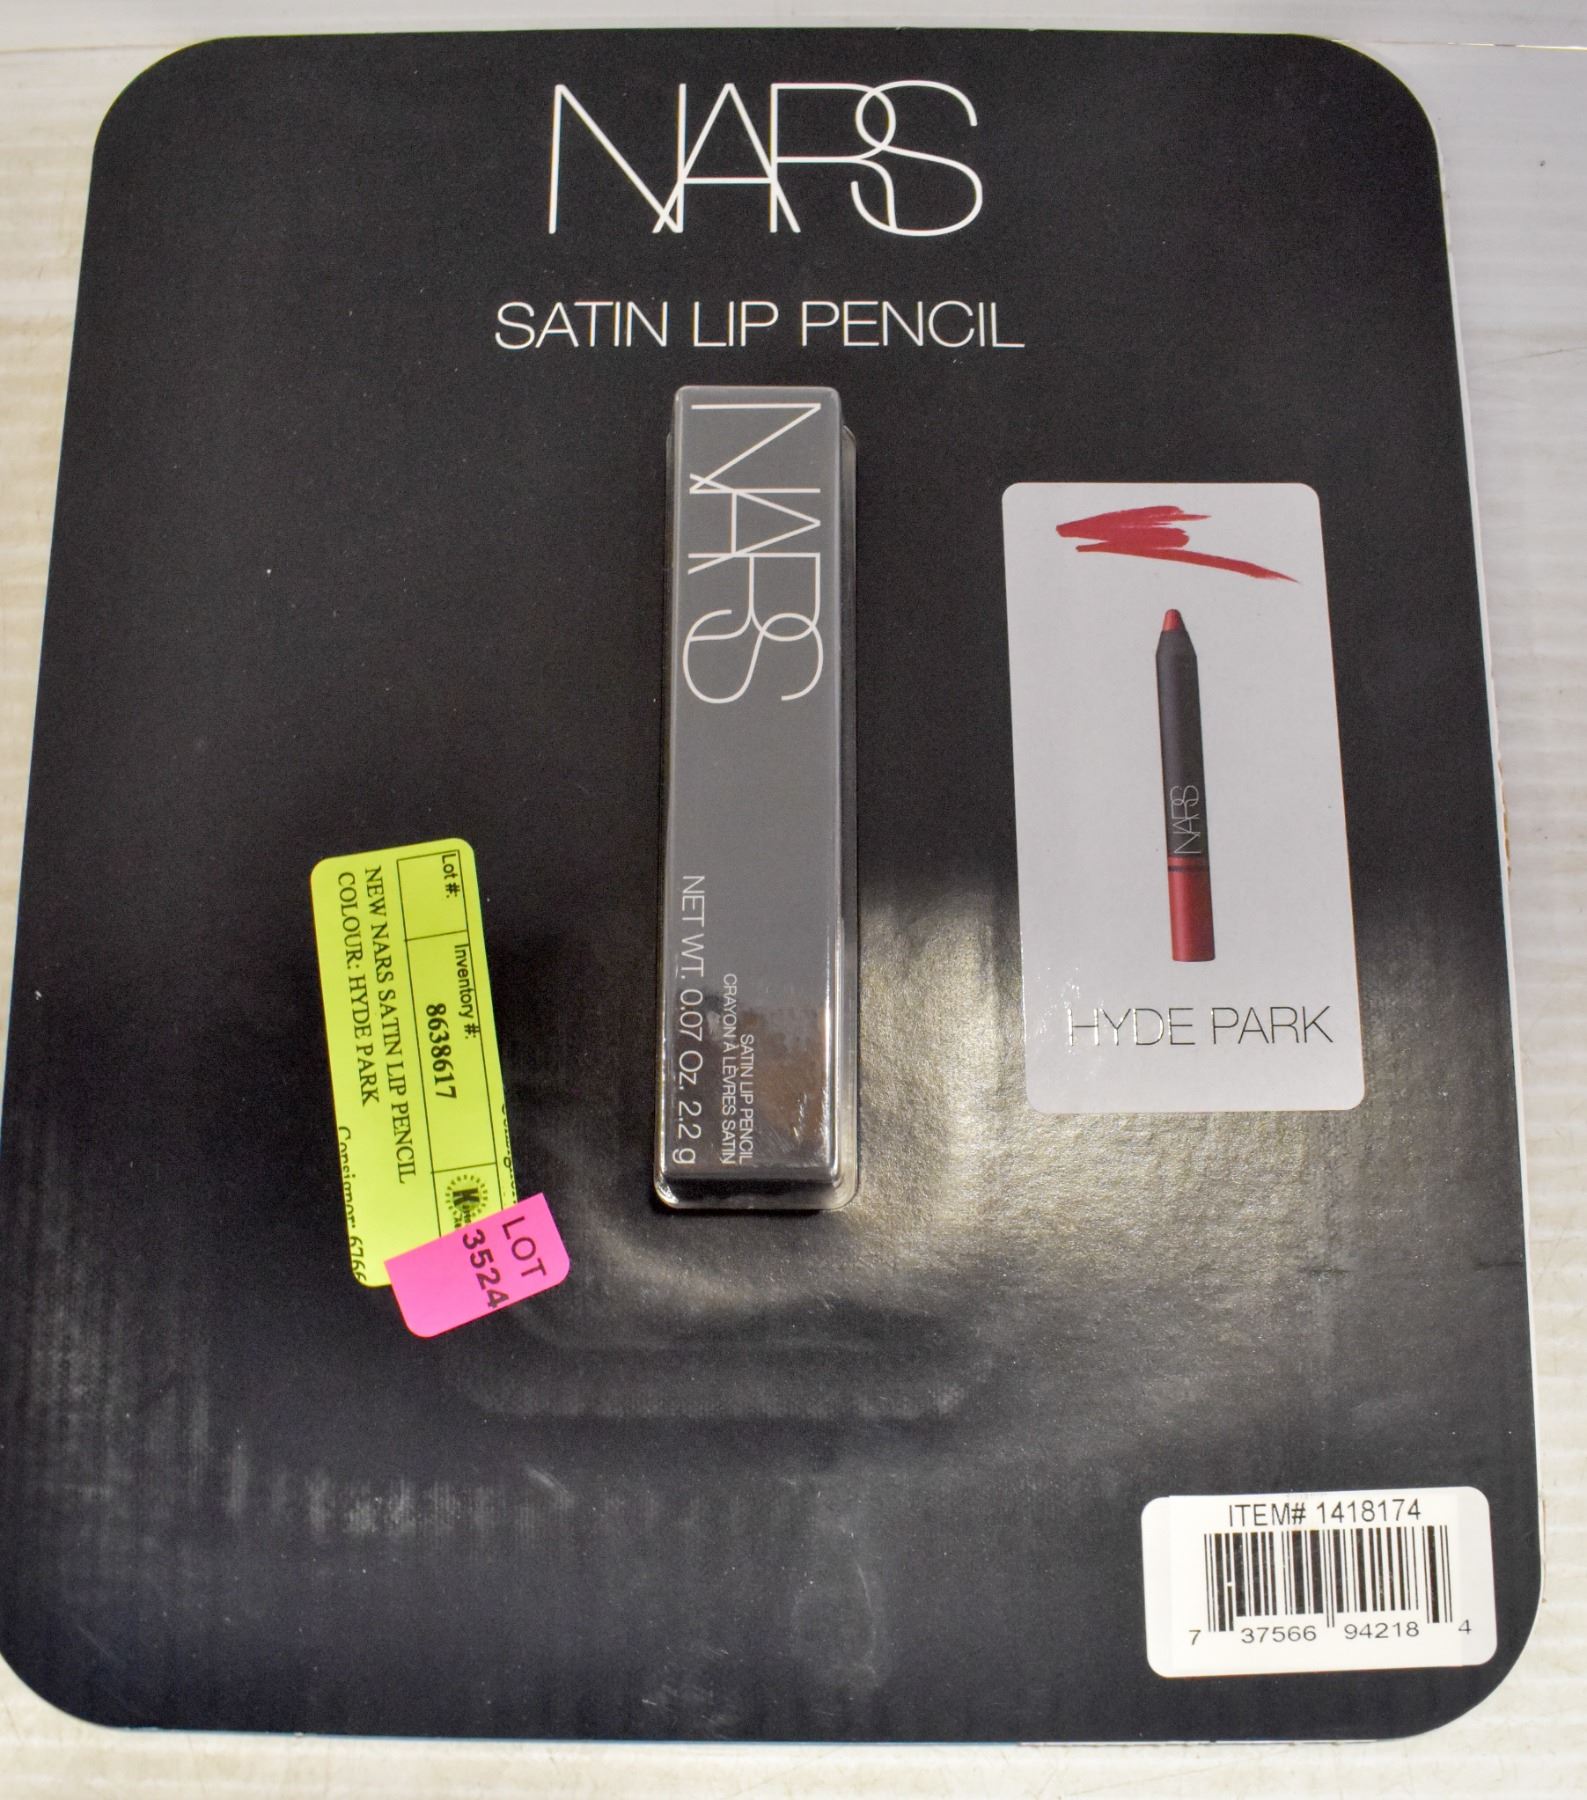 NARS
SATIN LIP PENCIL
NARS
SATIN LIP PENCIL
CRAYON À LÈVRES SATIN
NET WT. 0.07 Oz. 2.2 g
NARS
HYDE PARK
Lot #:
Inventory #:
8638617
NEW NARS SATIN LIP PENCIL
COLOUR: HYDE PARK
Consignor: 6766
LOT
3524
ITEM# 1418174
7 37566 94218 4